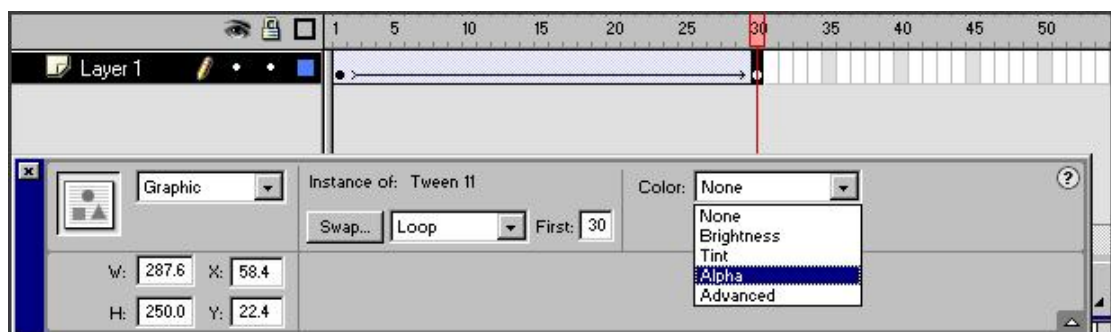 1 5 10 15 20 25 30 35 40 45 50
Layer 1
Graphic Instance of: Tween 11 Color: None ?
Swap... Loop First: 30
None
Brightness
Tint
Alpha
Advanced
W: 287.6 X: 58.4
H: 250.0 Y: 22.4